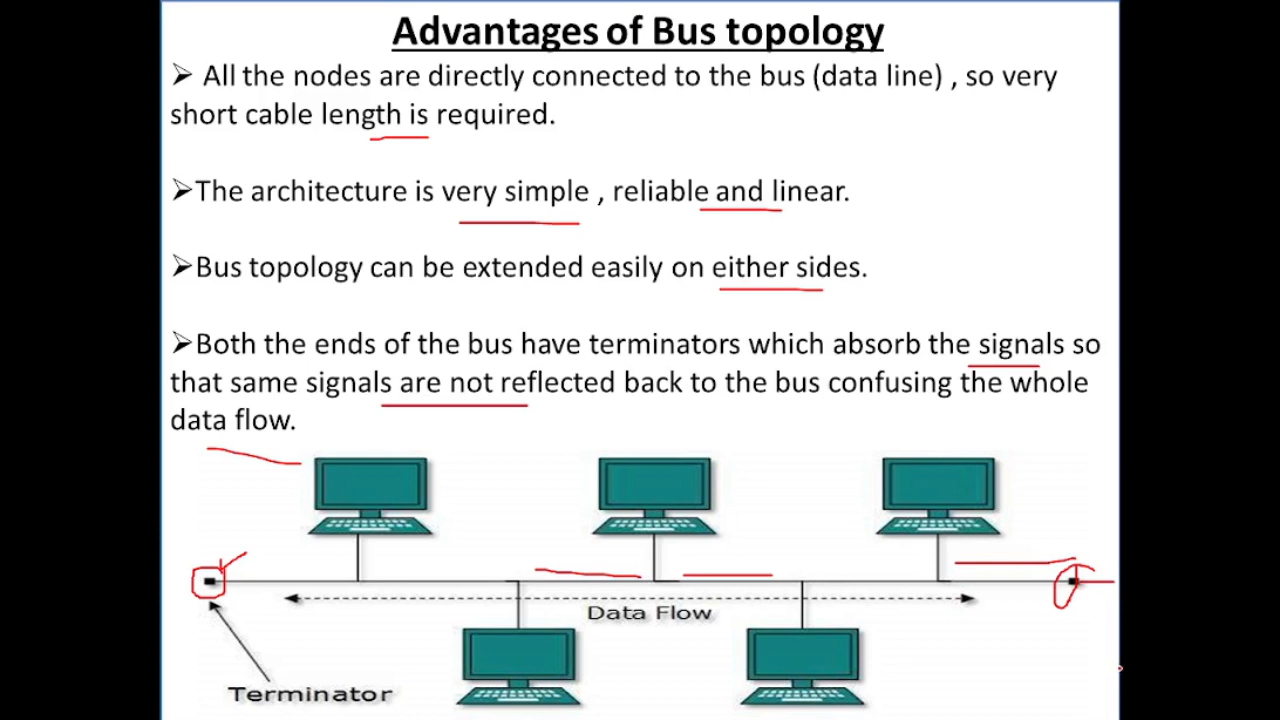 Advantages of Bus topology
➢ All the nodes are directly connected to the bus (data line) , so very
short cable length is required.
➢The architecture is very simple , reliable and linear.
➢Bus topology can be extended easily on either sides.
➢Both the ends of the bus have terminators which absorb the signals so
that same signals are not reflected back to the bus confusing the whole
data flow.
Data Flow
Terminator